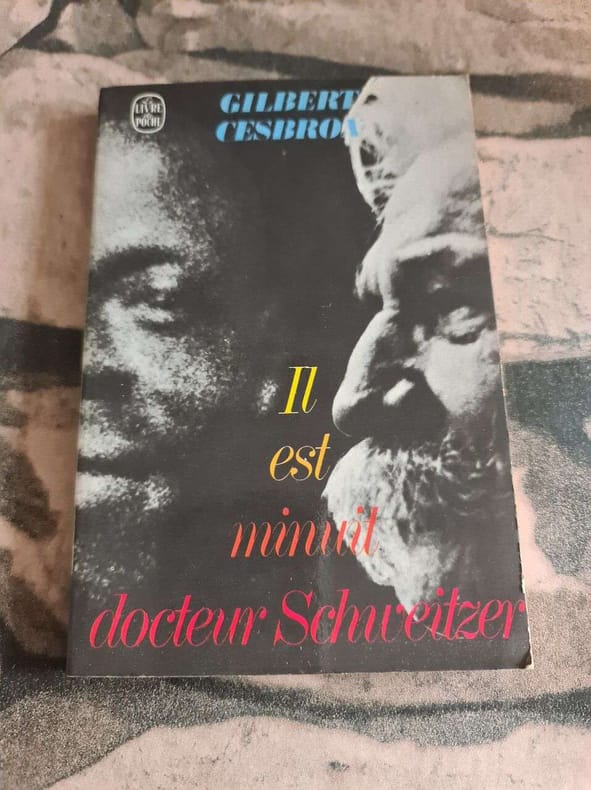 LE LIVRE
DE POCHE
GILBERT
CESBRON
Il
est
minuit
docteur Schweitzer